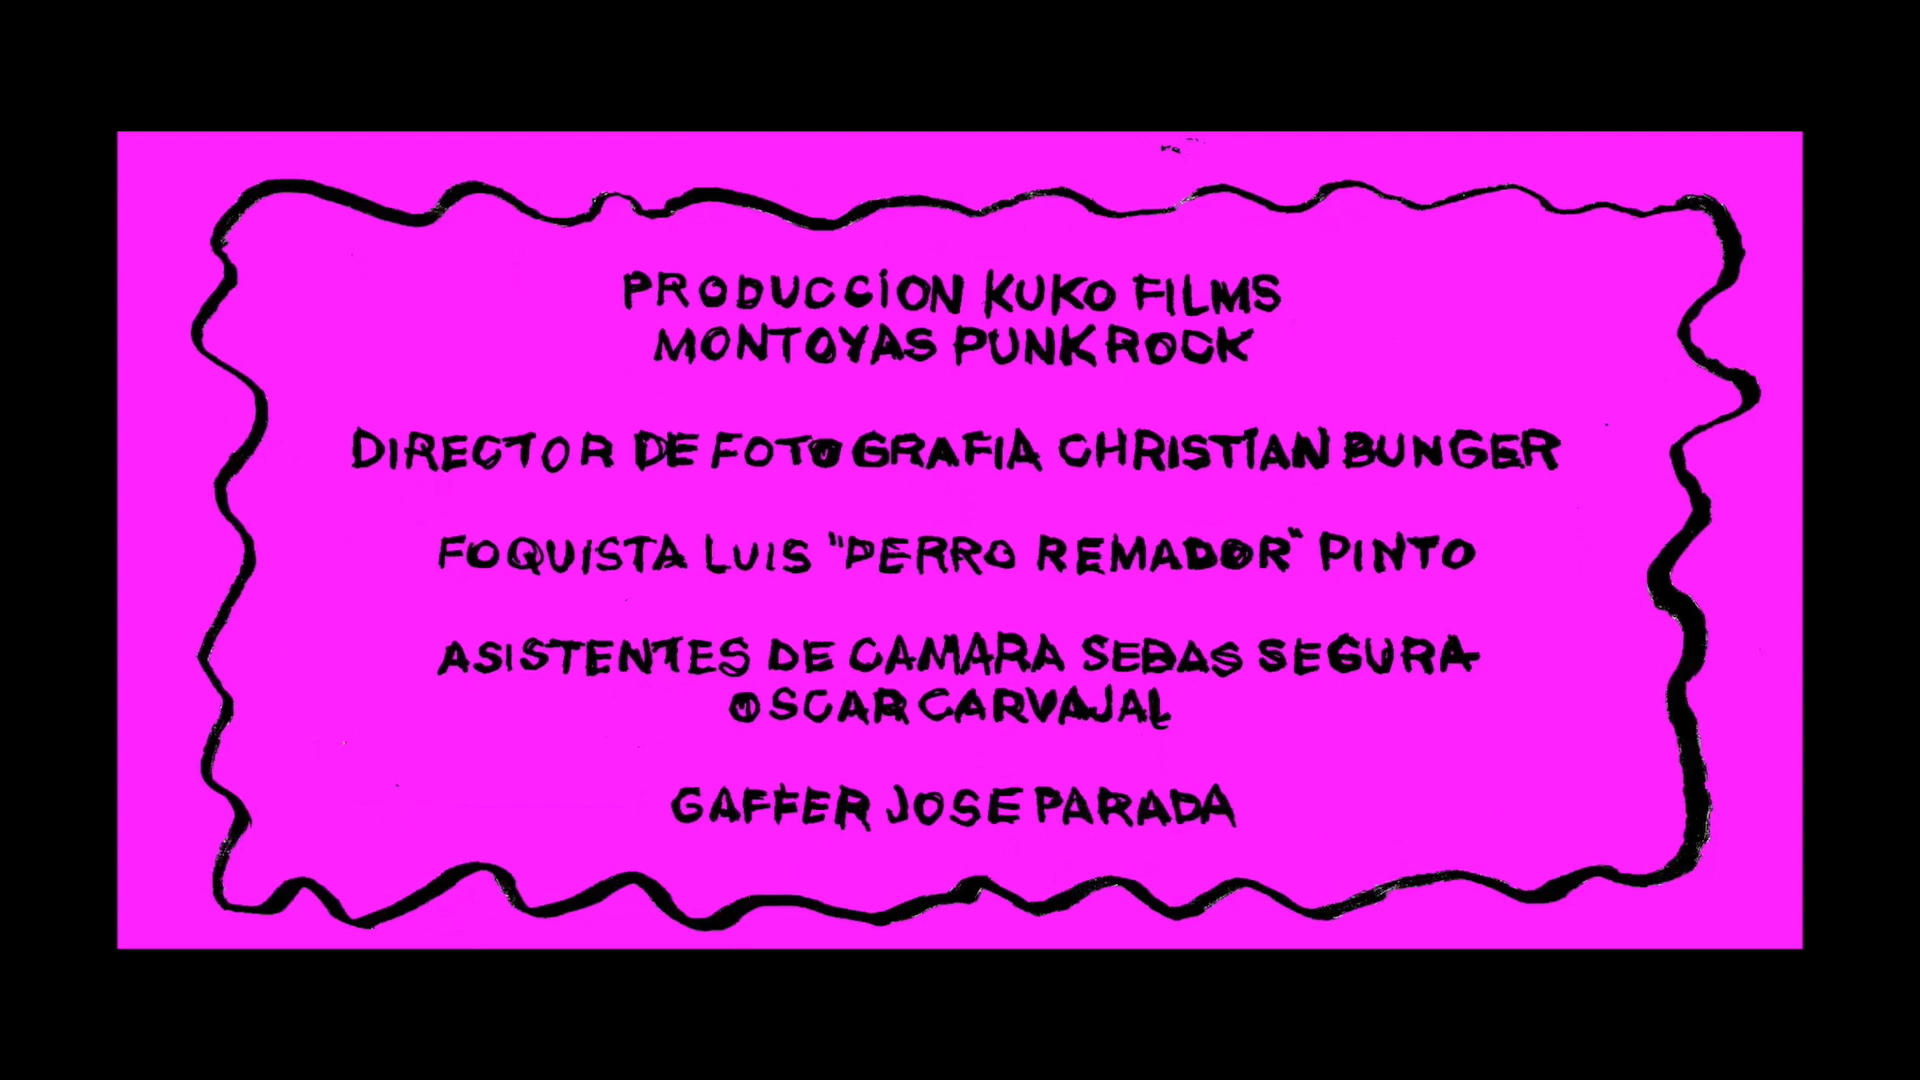 PRODUCCION KUKO FILMS
MONTOYAS PUNK ROCK
DIRECTOR DE FOTOGRAFIA CHRISTIAN BUNGER
FOQUISTA LUIS "PERRO REMADOR" PINTO
ASISTENTES DE CAMARA SEBAS SEGURA
OSCAR CARVAJAL
GAFFER JOSE PARADA